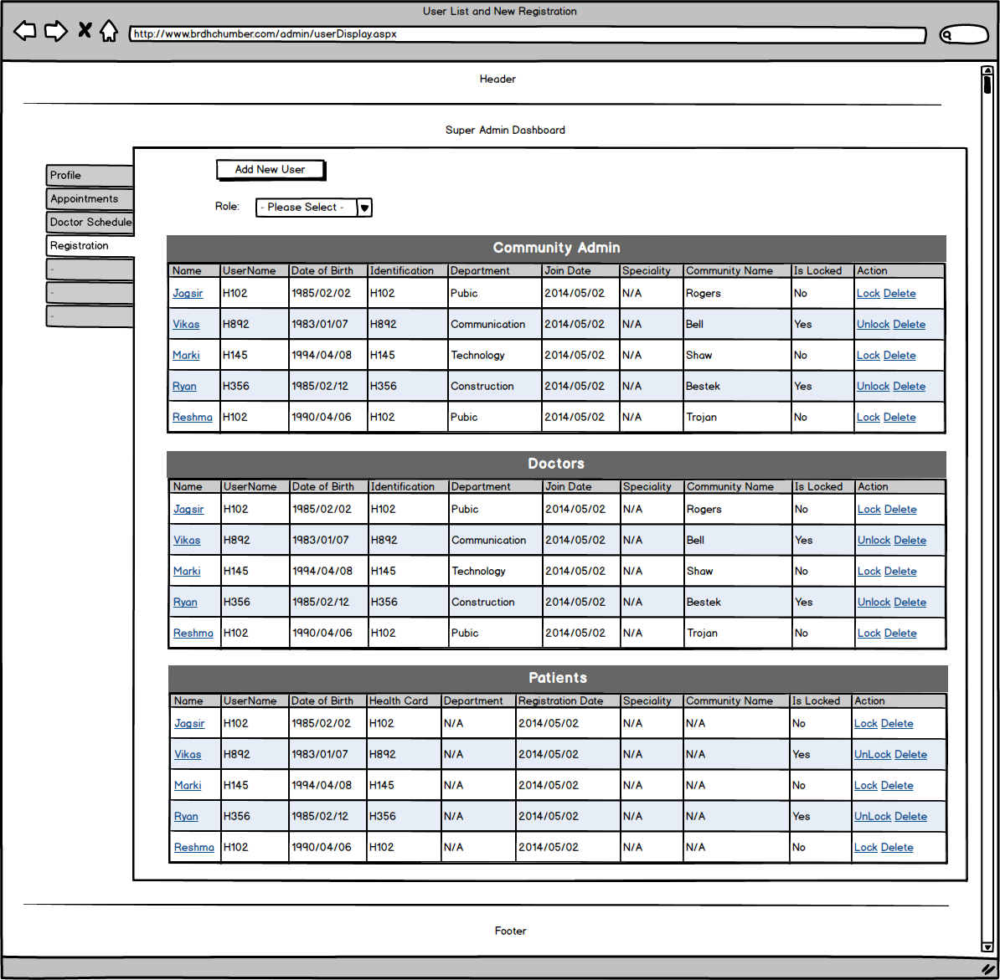 User List and New Registration
http://www.brdhchumber.com/admin/userDisplay.aspx
Header
Super Admin Dashboard
Profile
Appointments
Doctor Schedule
Registration
-
-
-
Add New User
Role: - Please Select -
Community Admin
Name UserName Date of Birth Identification Department Join Date Speciality Community Name Is Locked Action
Jagsir H102 1985/02/02 H102 Pubic 2014/05/02 N/A Rogers No Lock Delete
Vikas H892 1983/01/07 H892 Communication 2014/05/02 N/A Bell Yes Unlock Delete
Marki H145 1994/04/08 H145 Technology 2014/05/02 N/A Shaw No Lock Delete
Ryan H356 1985/02/12 H356 Construction 2014/05/02 N/A Bestek Yes Unlock Delete
Reshma H102 1990/04/06 H102 Pubic 2014/05/02 N/A Trojan No Lock Delete
Doctors
Name UserName Date of Birth Identification Department Join Date Speciality Community Name Is Locked Action
Jagsir H102 1985/02/02 H102 Pubic 2014/05/02 N/A Rogers No Lock Delete
Vikas H892 1983/01/07 H892 Communication 2014/05/02 N/A Bell Yes Unlock Delete
Marki H145 1994/04/08 H145 Technology 2014/05/02 N/A Shaw No Lock Delete
Ryan H356 1985/02/12 H356 Construction 2014/05/02 N/A Bestek Yes Unlock Delete
Reshma H102 1990/04/06 H102 Pubic 2014/05/02 N/A Trojan No Lock Delete
Patients
Name UserName Date of Birth Health Card Department Registration Date Speciality Community Name Is Locked Action
Jagsir H102 1985/02/02 H102 N/A 2014/05/02 N/A N/A No Lock Delete
Vikas H892 1983/01/07 H892 N/A 2014/05/02 N/A N/A Yes UnLock Delete
Marki H145 1994/04/08 H145 N/A 2014/05/02 N/A N/A No Lock Delete
Ryan H356 1985/02/12 H356 N/A 2014/05/02 N/A N/A Yes UnLock Delete
Reshma H102 1990/04/06 H102 N/A 2014/05/02 N/A N/A No Lock Delete
Footer